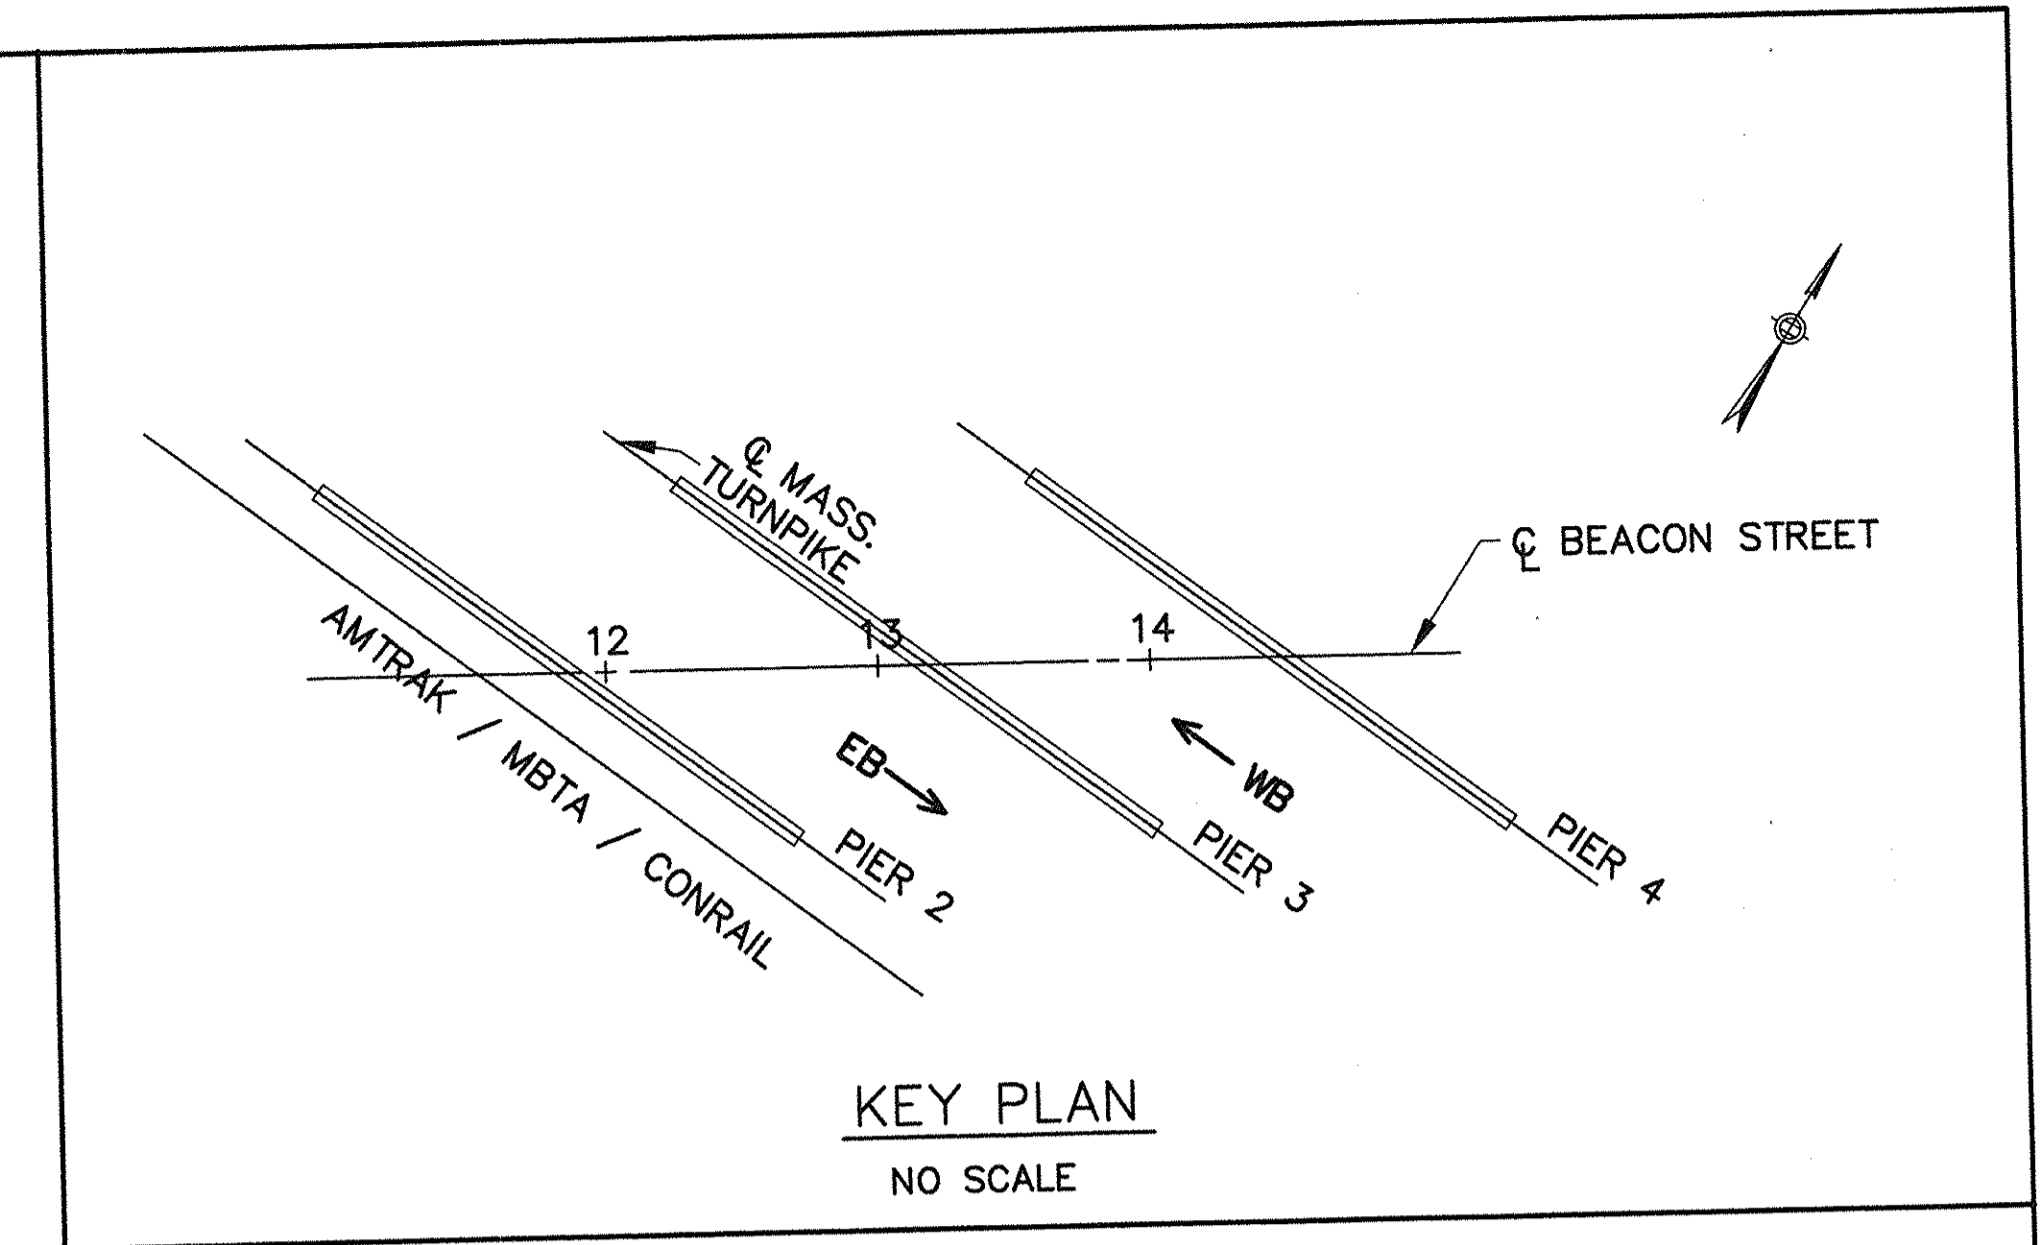 ℄ MASS.
TURNPIKE
℄ BEACON STREET
12
13
14
AMTRAK / MBTA / CONRAIL
EB
WB
PIER 2
PIER 3
PIER 4
KEY PLAN
NO SCALE